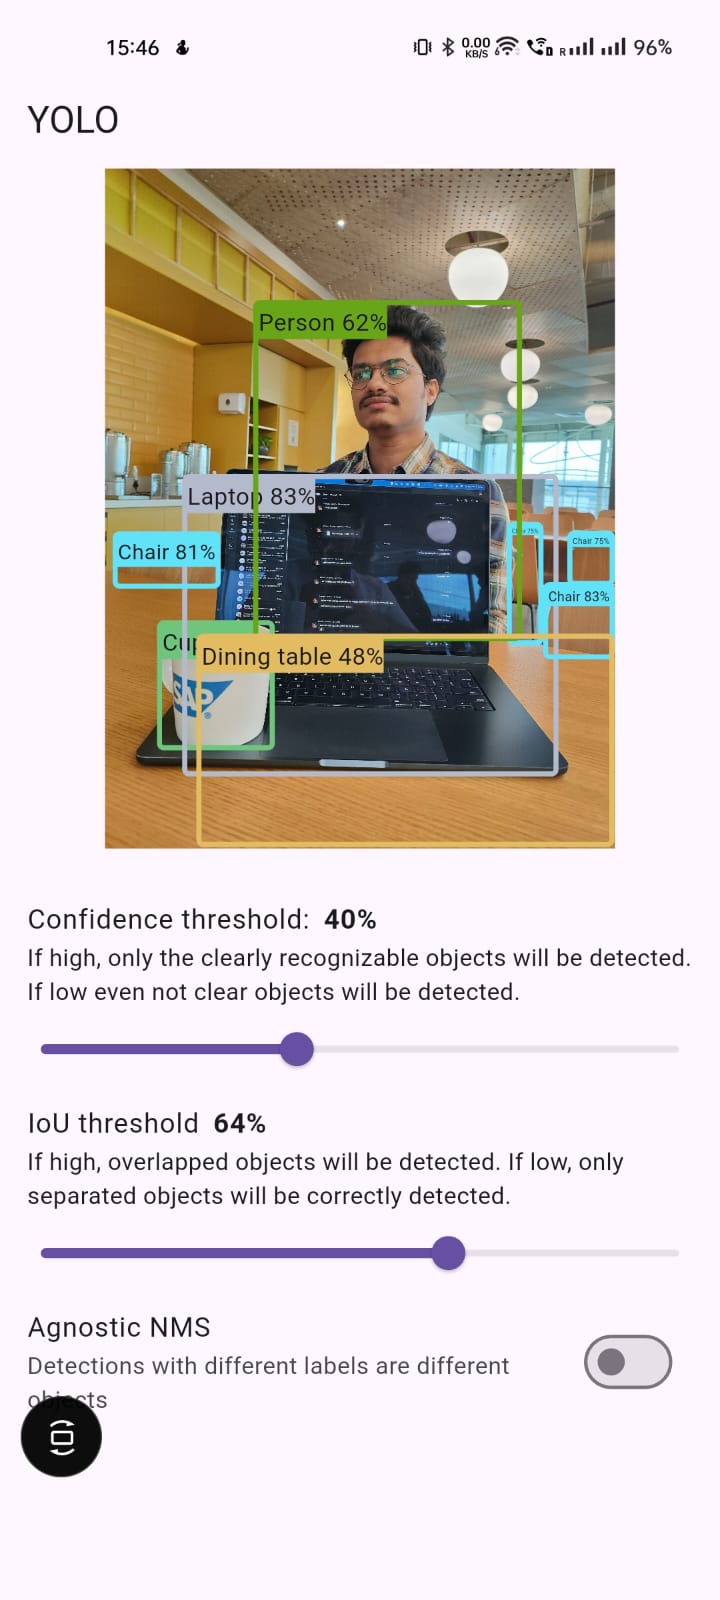 15:46
0.00
KB/S
6
R
96%
YOLO
Person 62%
Laptop 83%
Chair 81%
75%
Chair 75%
Chair 83%
Cup
Dining table 48%
SAP
Confidence threshold: 40%
If high, only the clearly recognizable objects will be detected.
If low even not clear objects will be detected.
IoU threshold 64%
If high, overlapped objects will be detected. If low, only
separated objects will be correctly detected.
Agnostic NMS
Detections with different labels are different
objects